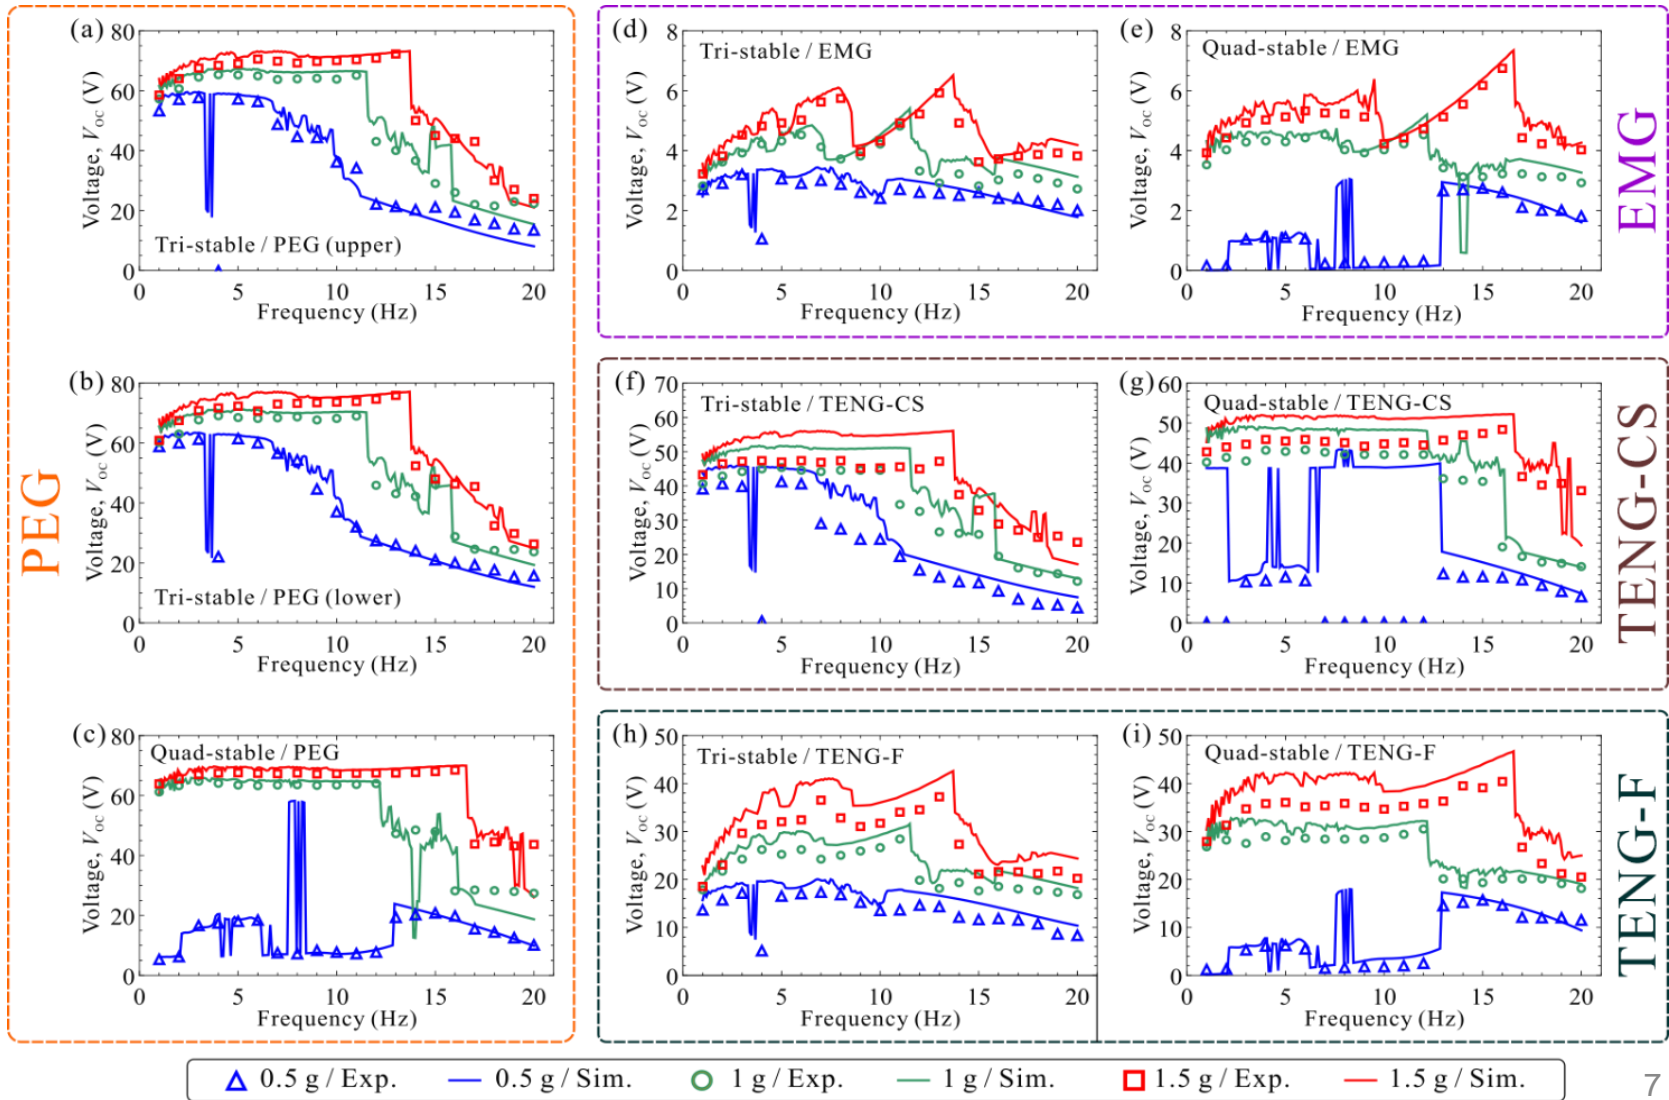 PEG
(a)
80
60
40
20
0
Voltage, Voc (V)
Tri-stable / PEG (upper)
0 5 10 15 20
Frequency (Hz)
(b)
80
60
40
20
0
Voltage, Voc (V)
Tri-stable / PEG (lower)
0 5 10 15 20
Frequency (Hz)
(c)
80
60
40
20
0
Voltage, Voc (V)
Quad-stable / PEG
0 5 10 15 20
Frequency (Hz)
EMG
(d)
8
6
4
2
0
Voltage, Voc (V)
Tri-stable / EMG
0 5 10 15 20
Frequency (Hz)
(e)
8
6
4
2
0
Voltage, Voc (V)
Quad-stable / EMG
0 5 10 15 20
Frequency (Hz)
TENG-CS
(f)
70
60
50
40
30
20
10
0
Voltage, Voc (V)
Tri-stable / TENG-CS
0 5 10 15 20
Frequency (Hz)
(g)
60
50
40
30
20
10
0
Voltage, Voc (V)
Quad-stable / TENG-CS
0 5 10 15 20
Frequency (Hz)
TENG-F
(h)
50
40
30
20
10
0
Voltage, Voc (V)
Tri-stable / TENG-F
0 5 10 15 20
Frequency (Hz)
(i)
50
40
30
20
10
0
Voltage, Voc (V)
Quad-stable / TENG-F
0 5 10 15 20
Frequency (Hz)
0.5 g / Exp. 0.5 g / Sim. 1 g / Exp. 1 g / Sim. 1.5 g / Exp. 1.5 g / Sim.
7